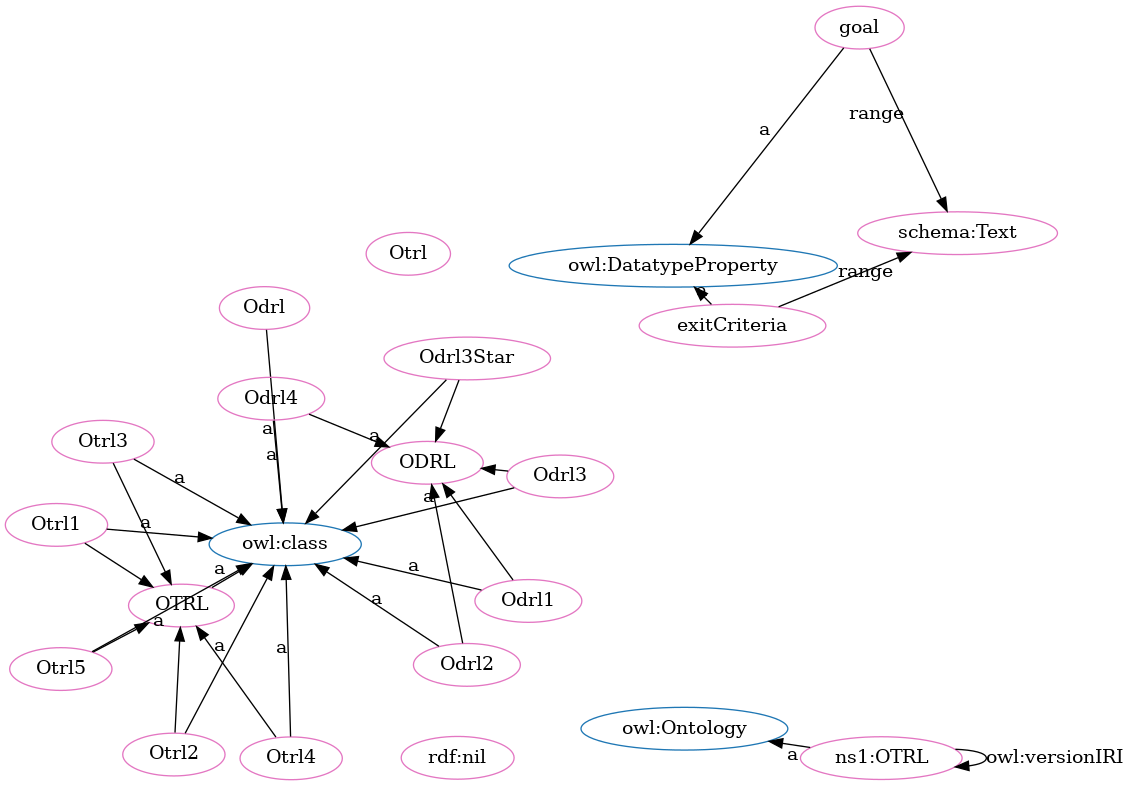 goal
a
range
schema:Text
Otrl
owl:DatatypeProperty
a
range
exitCriteria
Odrl
Odrl3Star
Odrl4
a
a
a
Otrl3
ODRL
a
Odrl3
a
Otrl1
a
owl:class
a
a
Odrl1
OTRL
a
a
a
a
Otrl5
Odrl2
Otrl2
Otrl4
rdf:nil
owl:Ontology
a
ns1:OTRL
owl:versionIRI